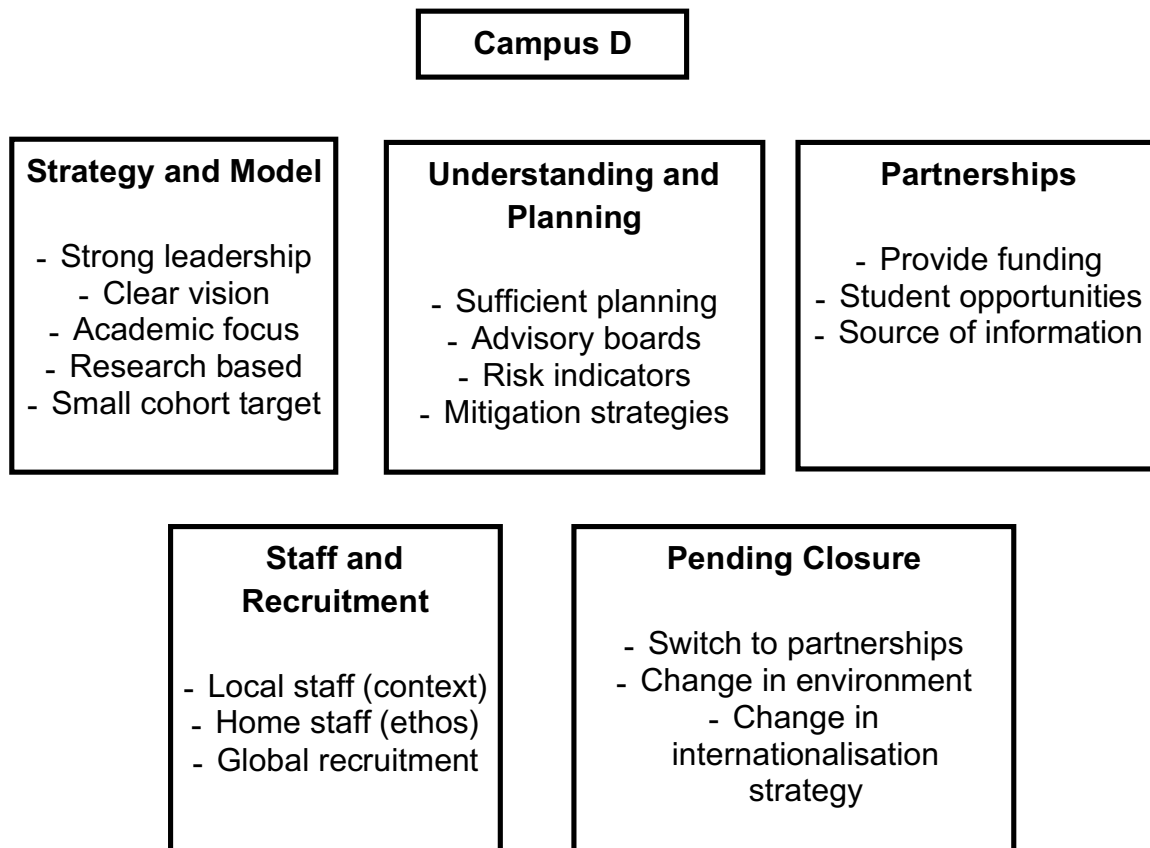 Campus D
Strategy and Model
- Strong leadership
- Clear vision
- Academic focus
- Research based
- Small cohort target
Understanding and
Planning
- Sufficient planning
- Advisory boards
- Risk indicators
- Mitigation strategies
Partnerships
- Provide funding
- Student opportunities
- Source of information
Staff and
Recruitment
- Local staff (context)
- Home staff (ethos)
- Global recruitment
Pending Closure
- Switch to partnerships
- Change in environment
- Change in
internationalisation
strategy